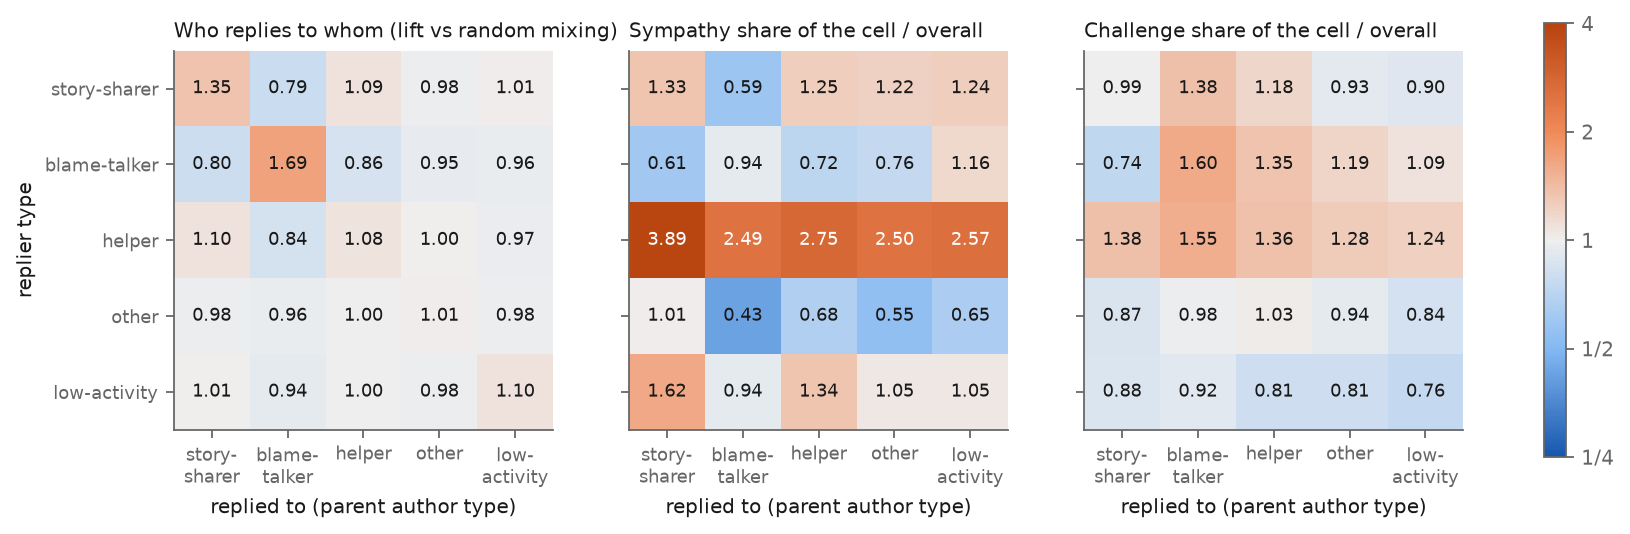 Who replies to whom (lift vs random mixing)
Sympathy share of the cell / overall
Challenge share of the cell / overall
replier type
story-sharer 1.35 0.79 1.09 0.98 1.01
blame-talker 0.80 1.69 0.86 0.95 0.96
helper 1.10 0.84 1.08 1.00 0.97
other 0.98 0.96 1.00 1.01 0.98
low-activity 1.01 0.94 1.00 0.98 1.10
story-sharer blame-talker helper other low-activity
replied to (parent author type)
1.33 0.59 1.25 1.22 1.24
0.61 0.94 0.72 0.76 1.16
3.89 2.49 2.75 2.50 2.57
1.01 0.43 0.68 0.55 0.65
1.62 0.94 1.34 1.05 1.05
story-sharer blame-talker helper other low-activity
replied to (parent author type)
0.99 1.38 1.18 0.93 0.90
0.74 1.60 1.35 1.19 1.09
1.38 1.55 1.36 1.28 1.24
0.87 0.98 1.03 0.94 0.84
0.88 0.92 0.81 0.81 0.76
story-sharer blame-talker helper other low-activity
replied to (parent author type)
4
2
1
1/2
1/4